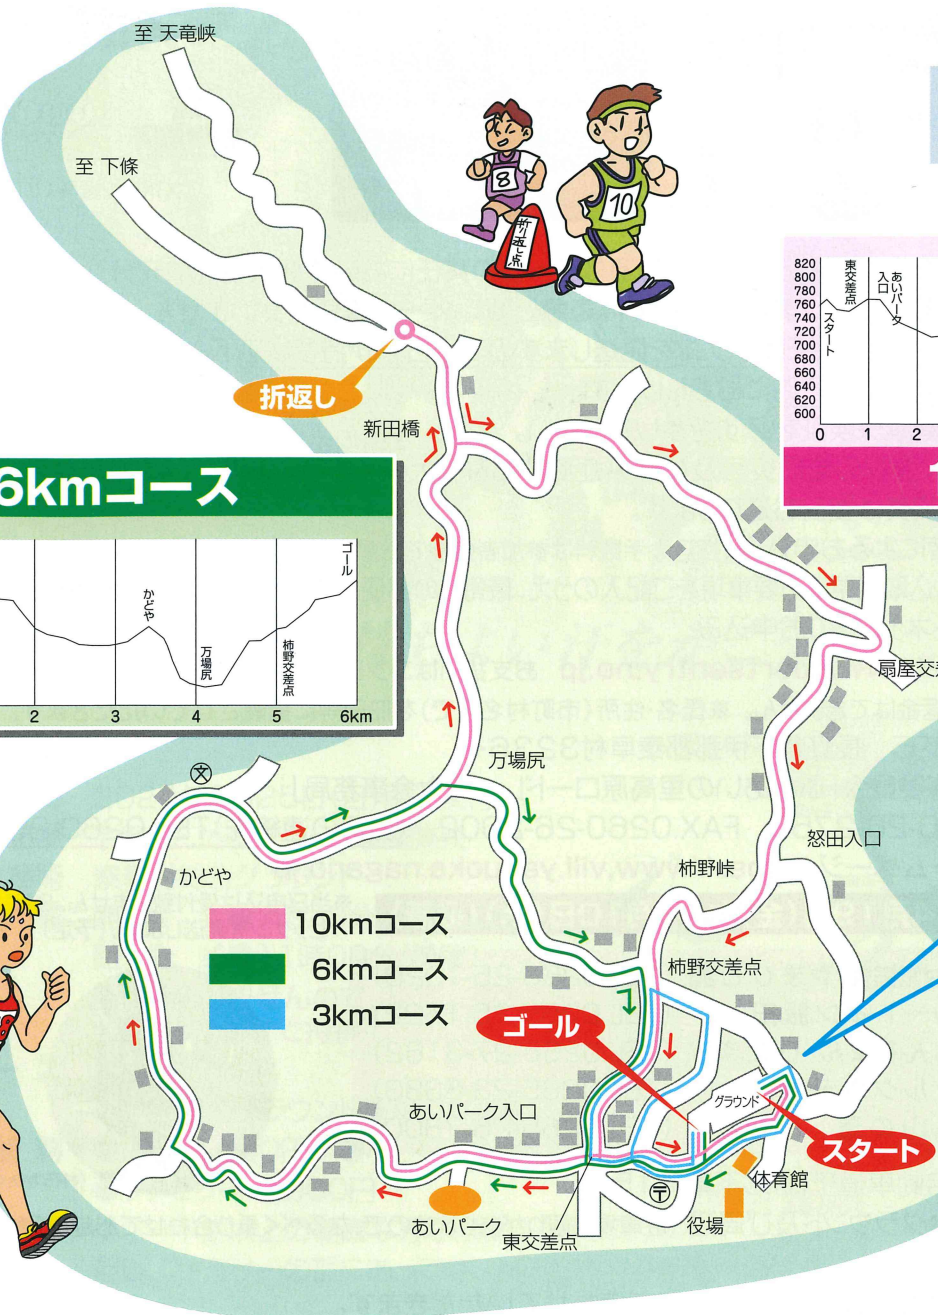 至 天竜峡
至 下條
8
10
折返し点
820
800
780
760
740
720
700
680
660
640
620
600
スタート
東交差点
あいパーク
入口
0 1 2
折返し
新田橋
6kmコース
かどや
万場尻
柿野交差点
ゴール
2 3 4 5 6km
扇屋交差
万場尻
怒田入口
柿野峠
文
かどや
10kmコース
6kmコース
3kmコース
柿野交差点
ゴール
グラウンド
あいパーク入口
スタート
体育館
〒
役場
あいパーク
東交差点